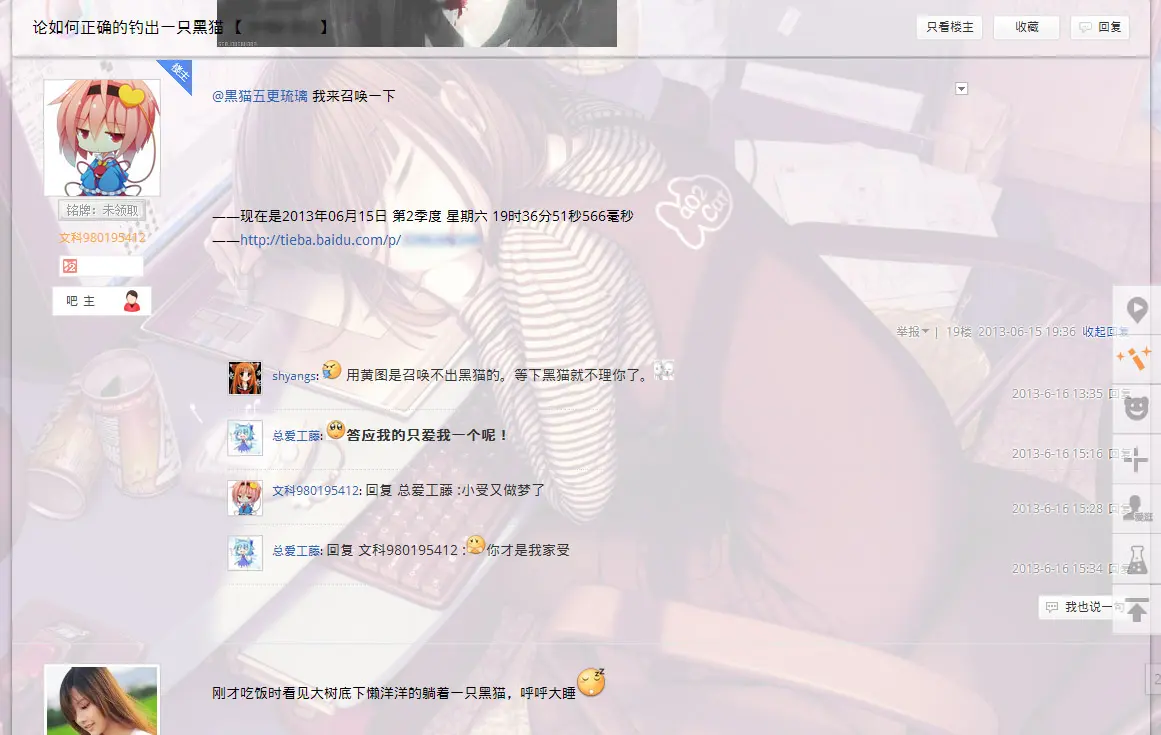 论如何正确的钓出一只黑猫【 】
只看楼主 收藏 回复
楼主
@黑猫五更琉璃 我来召唤一下
铭牌：未领取
——现在是2013年06月15日 第2季度 星期六 19时36分51秒566毫秒
文科980195412
——http://tieba.baidu.com/p/
吧主
举报 | 19楼 2013-06-15 19:36 收起回复
shyangs: 用黄图是召唤不出黑猫的。等下黑猫就不理你了。
2013-6-16 13:35 回复
总爱工藤: 答应我的只爱我一个呢！
2013-6-16 15:16 回复
文科980195412: 回复 总爱工藤 :小受又做梦了
2013-6-16 15:28 回复
爱逛
总爱工藤: 回复 文科980195412 : 你才是我家受
2013-6-16 15:34 回复
我也说一句
刚才吃饭时看见大树底下懒洋洋的躺着一只黑猫，呼呼大睡